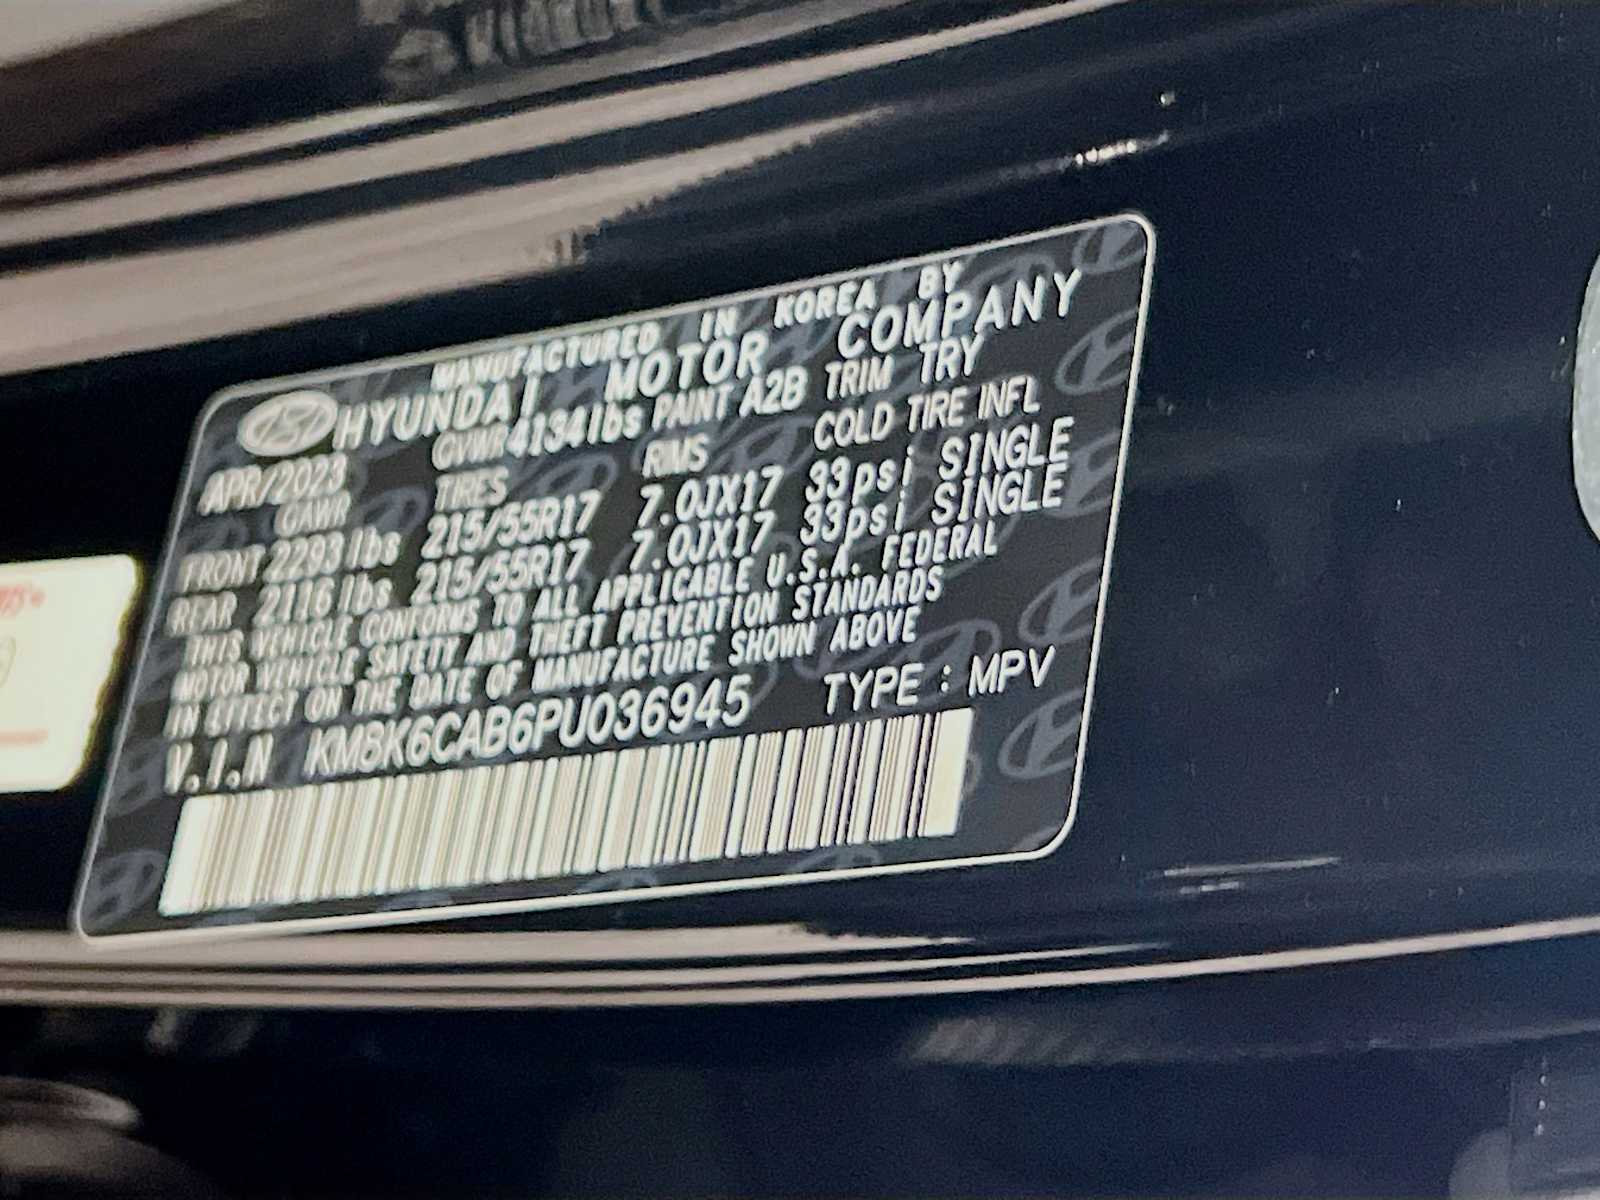 MANUFACTURED IN KOREA BY
HYUNDAI MOTOR COMPANY
APR/2023 GVWR 4134lbs PAINT A2B TRIM TRY
GAWR TIRES RIMS COLD TIRE INFL
FRONT 2293lbs 215/55R17 7.0JX17 33psi SINGLE
REAR 2116lbs 215/55R17 7.0JX17 33psi SINGLE
THIS VEHICLE CONFORMS TO ALL APPLICABLE U.S.A. FEDERAL
MOTOR VEHICLE SAFETY AND THEFT PREVENTION STANDARDS
IN EFFECT ON THE DATE OF MANUFACTURE SHOWN ABOVE
V.I.N KM8K6CAB6PU036945 TYPE : MPV